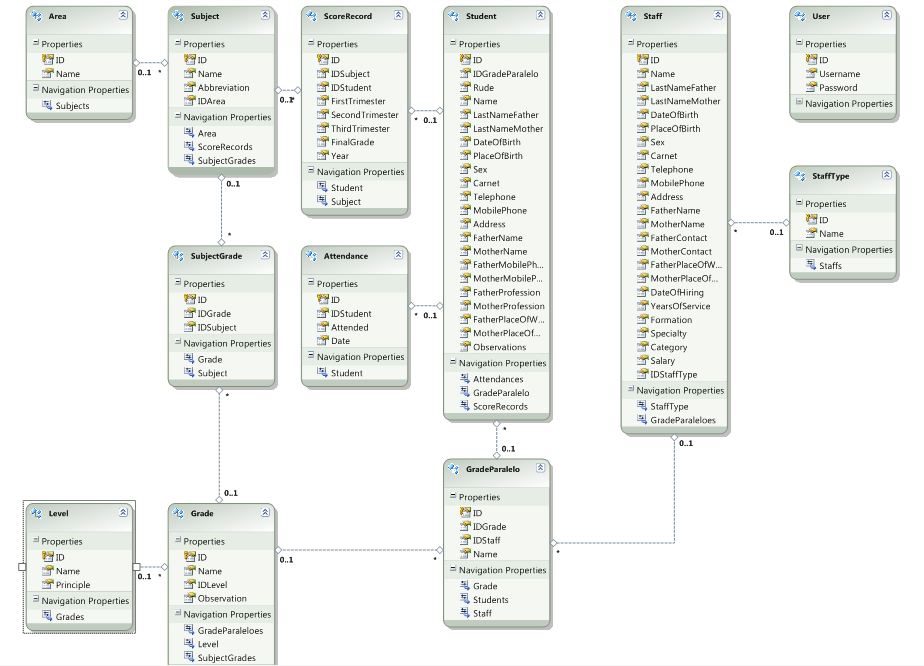 Area
Properties
ID
Name
Navigation Properties
Subjects
0..1
*
Subject
Properties
ID
Name
Abbreviation
IDArea
Navigation Properties
Area
ScoreRecords
SubjectGrades
0..1
*
0..1
*
ScoreRecord
Properties
ID
IDSubject
IDStudent
FirstTrimester
SecondTrimester
ThirdTrimester
FinalGrade
Year
Navigation Properties
Student
Subject
*
0..1
Student
Properties
ID
IDGradeParalelo
Rude
Name
LastNameFather
LastNameMother
DateOfBirth
PlaceOfBirth
Sex
Carnet
Telephone
MobilePhone
Address
FatherName
MotherName
FatherMobilePh...
MotherMobileP...
FatherProfession
MotherProfession
FatherPlaceOfW...
MotherPlaceOf...
Observations
Navigation Properties
Attendances
GradeParalelo
ScoreRecords
*
0..1
Staff
Properties
ID
Name
LastNameFather
LastNameMother
DateOfBirth
PlaceOfBirth
Sex
Carnet
Telephone
MobilePhone
Address
FatherName
MotherName
FatherContact
MotherContact
FatherPlaceOfW...
MotherPlaceOf...
DateOfHiring
YearsOfService
Formation
Specialty
Category
Salary
IDStaffType
Navigation Properties
StaffType
GradeParaleloes
*
0..1
0..1
User
Properties
ID
Username
Password
Navigation Properties
StaffType
Properties
ID
Name
Navigation Properties
Staffs
SubjectGrade
Properties
ID
IDGrade
IDSubject
Navigation Properties
Grade
Subject
*
0..1
Attendance
Properties
ID
IDStudent
Attended
Date
Navigation Properties
Student
*
0..1
Level
Properties
ID
Name
Principle
Navigation Properties
Grades
0..1
*
Grade
Properties
ID
Name
IDLevel
Observation
Navigation Properties
GradeParaleloes
Level
SubjectGrades
0..1
*
GradeParalelo
Properties
ID
IDGrade
IDStaff
Name
Navigation Properties
Grade
Students
Staff
*